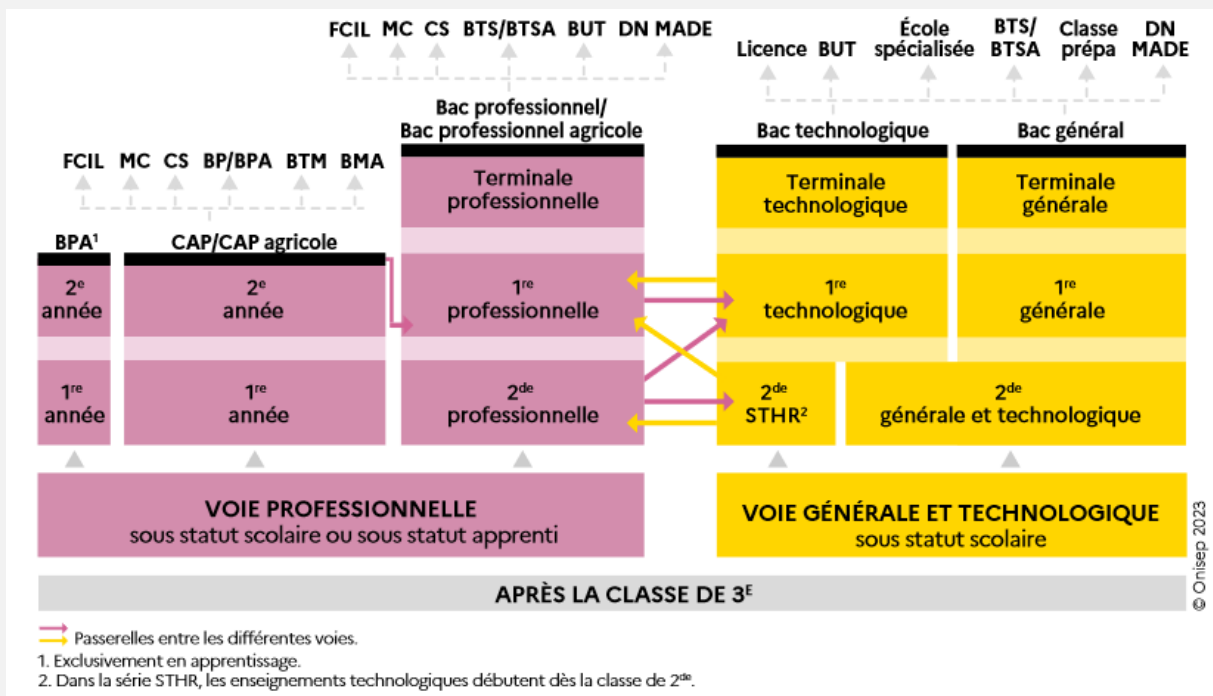 FCIL MC CS BTS/BTSA BUT DN MADE
Licence BUT École spécialisée BTS/BTSA Classe prépa DN MADE
Bac professionnel/
Bac professionnel agricole
Bac technologique
Bac général
FCIL MC CS BP/BPA BTM BMA
Terminale
professionnelle
Terminale
technologique
Terminale
générale
BPA¹
CAP/CAP agricole
2e
année
2e
année
1re
professionnelle
1re
technologique
1re
générale
1re
année
1re
année
2de
professionnelle
2de
STHR²
2de
générale et technologique
VOIE PROFESSIONNELLE
sous statut scolaire ou sous statut apprenti
VOIE GÉNÉRALE ET TECHNOLOGIQUE
sous statut scolaire
© Onisep 2023
APRÈS LA CLASSE DE 3E
Passerelles entre les différentes voies.
1. Exclusivement en apprentissage.
2. Dans la série STHR, les enseignements technologiques débutent dès la classe de 2de.